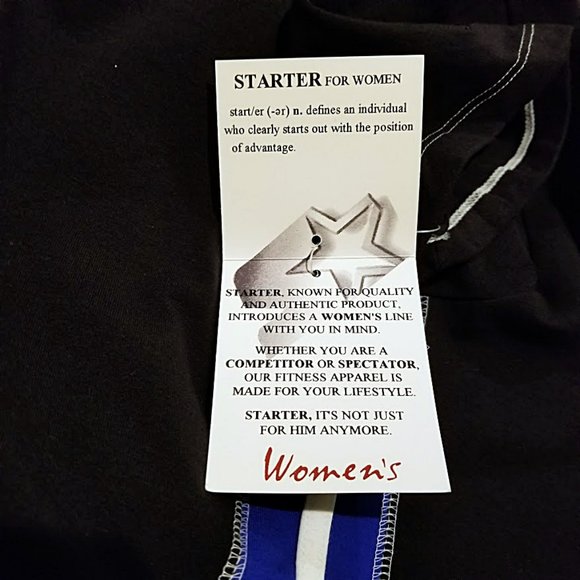 STARTER FOR WOMEN
start/er (-ər) n. defines an individual
who clearly starts out with the position
of advantage.
STARTER, KNOWN FOR QUALITY
AND AUTHENTIC PRODUCT,
INTRODUCES A WOMEN'S LINE
WITH YOU IN MIND.
WHETHER YOU ARE A
COMPETITOR OR SPECTATOR,
OUR FITNESS APPAREL IS
MADE FOR YOUR LIFESTYLE.
STARTER, IT'S NOT JUST
FOR HIM ANYMORE.
Women's